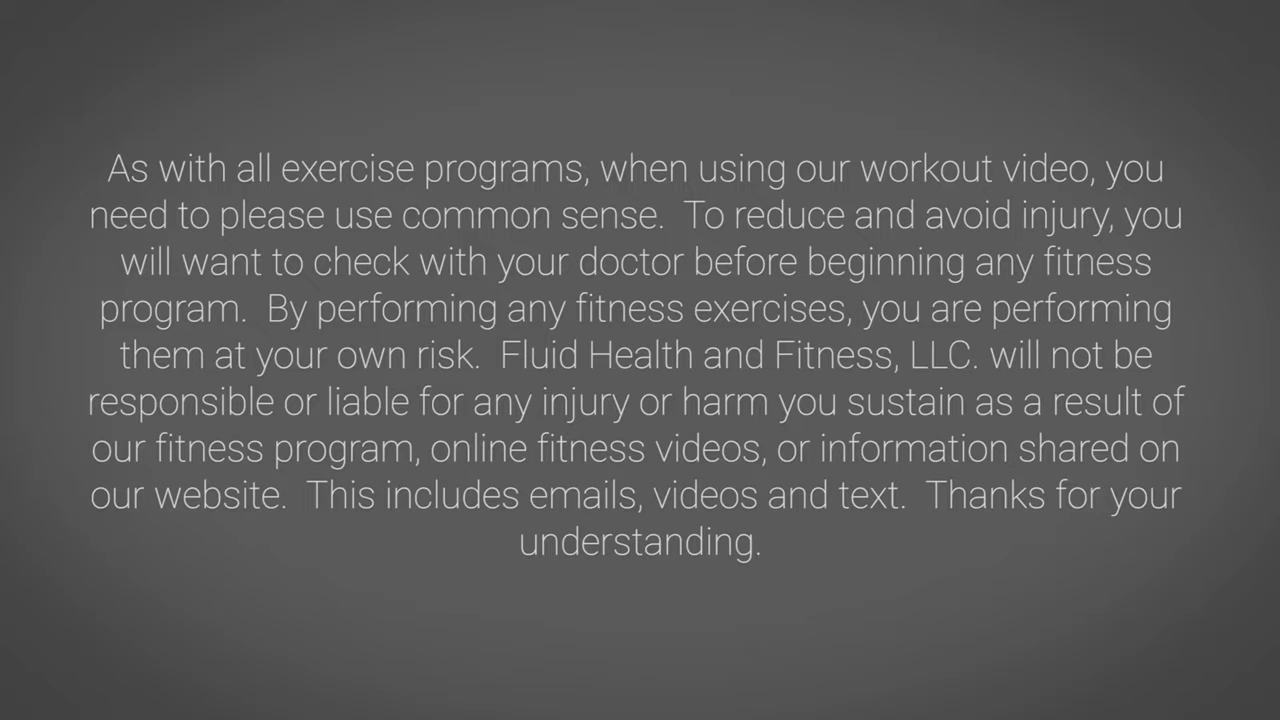 As with all exercise programs, when using our workout video, you
need to please use common sense.  To reduce and avoid injury, you
will want to check with your doctor before beginning any fitness
program.  By performing any fitness exercises, you are performing
them at your own risk.  Fluid Health and Fitness, LLC. will not be
responsible or liable for any injury or harm you sustain as a result of
our fitness program, online fitness videos, or information shared on
our website.  This includes emails, videos and text.  Thanks for your
understanding.